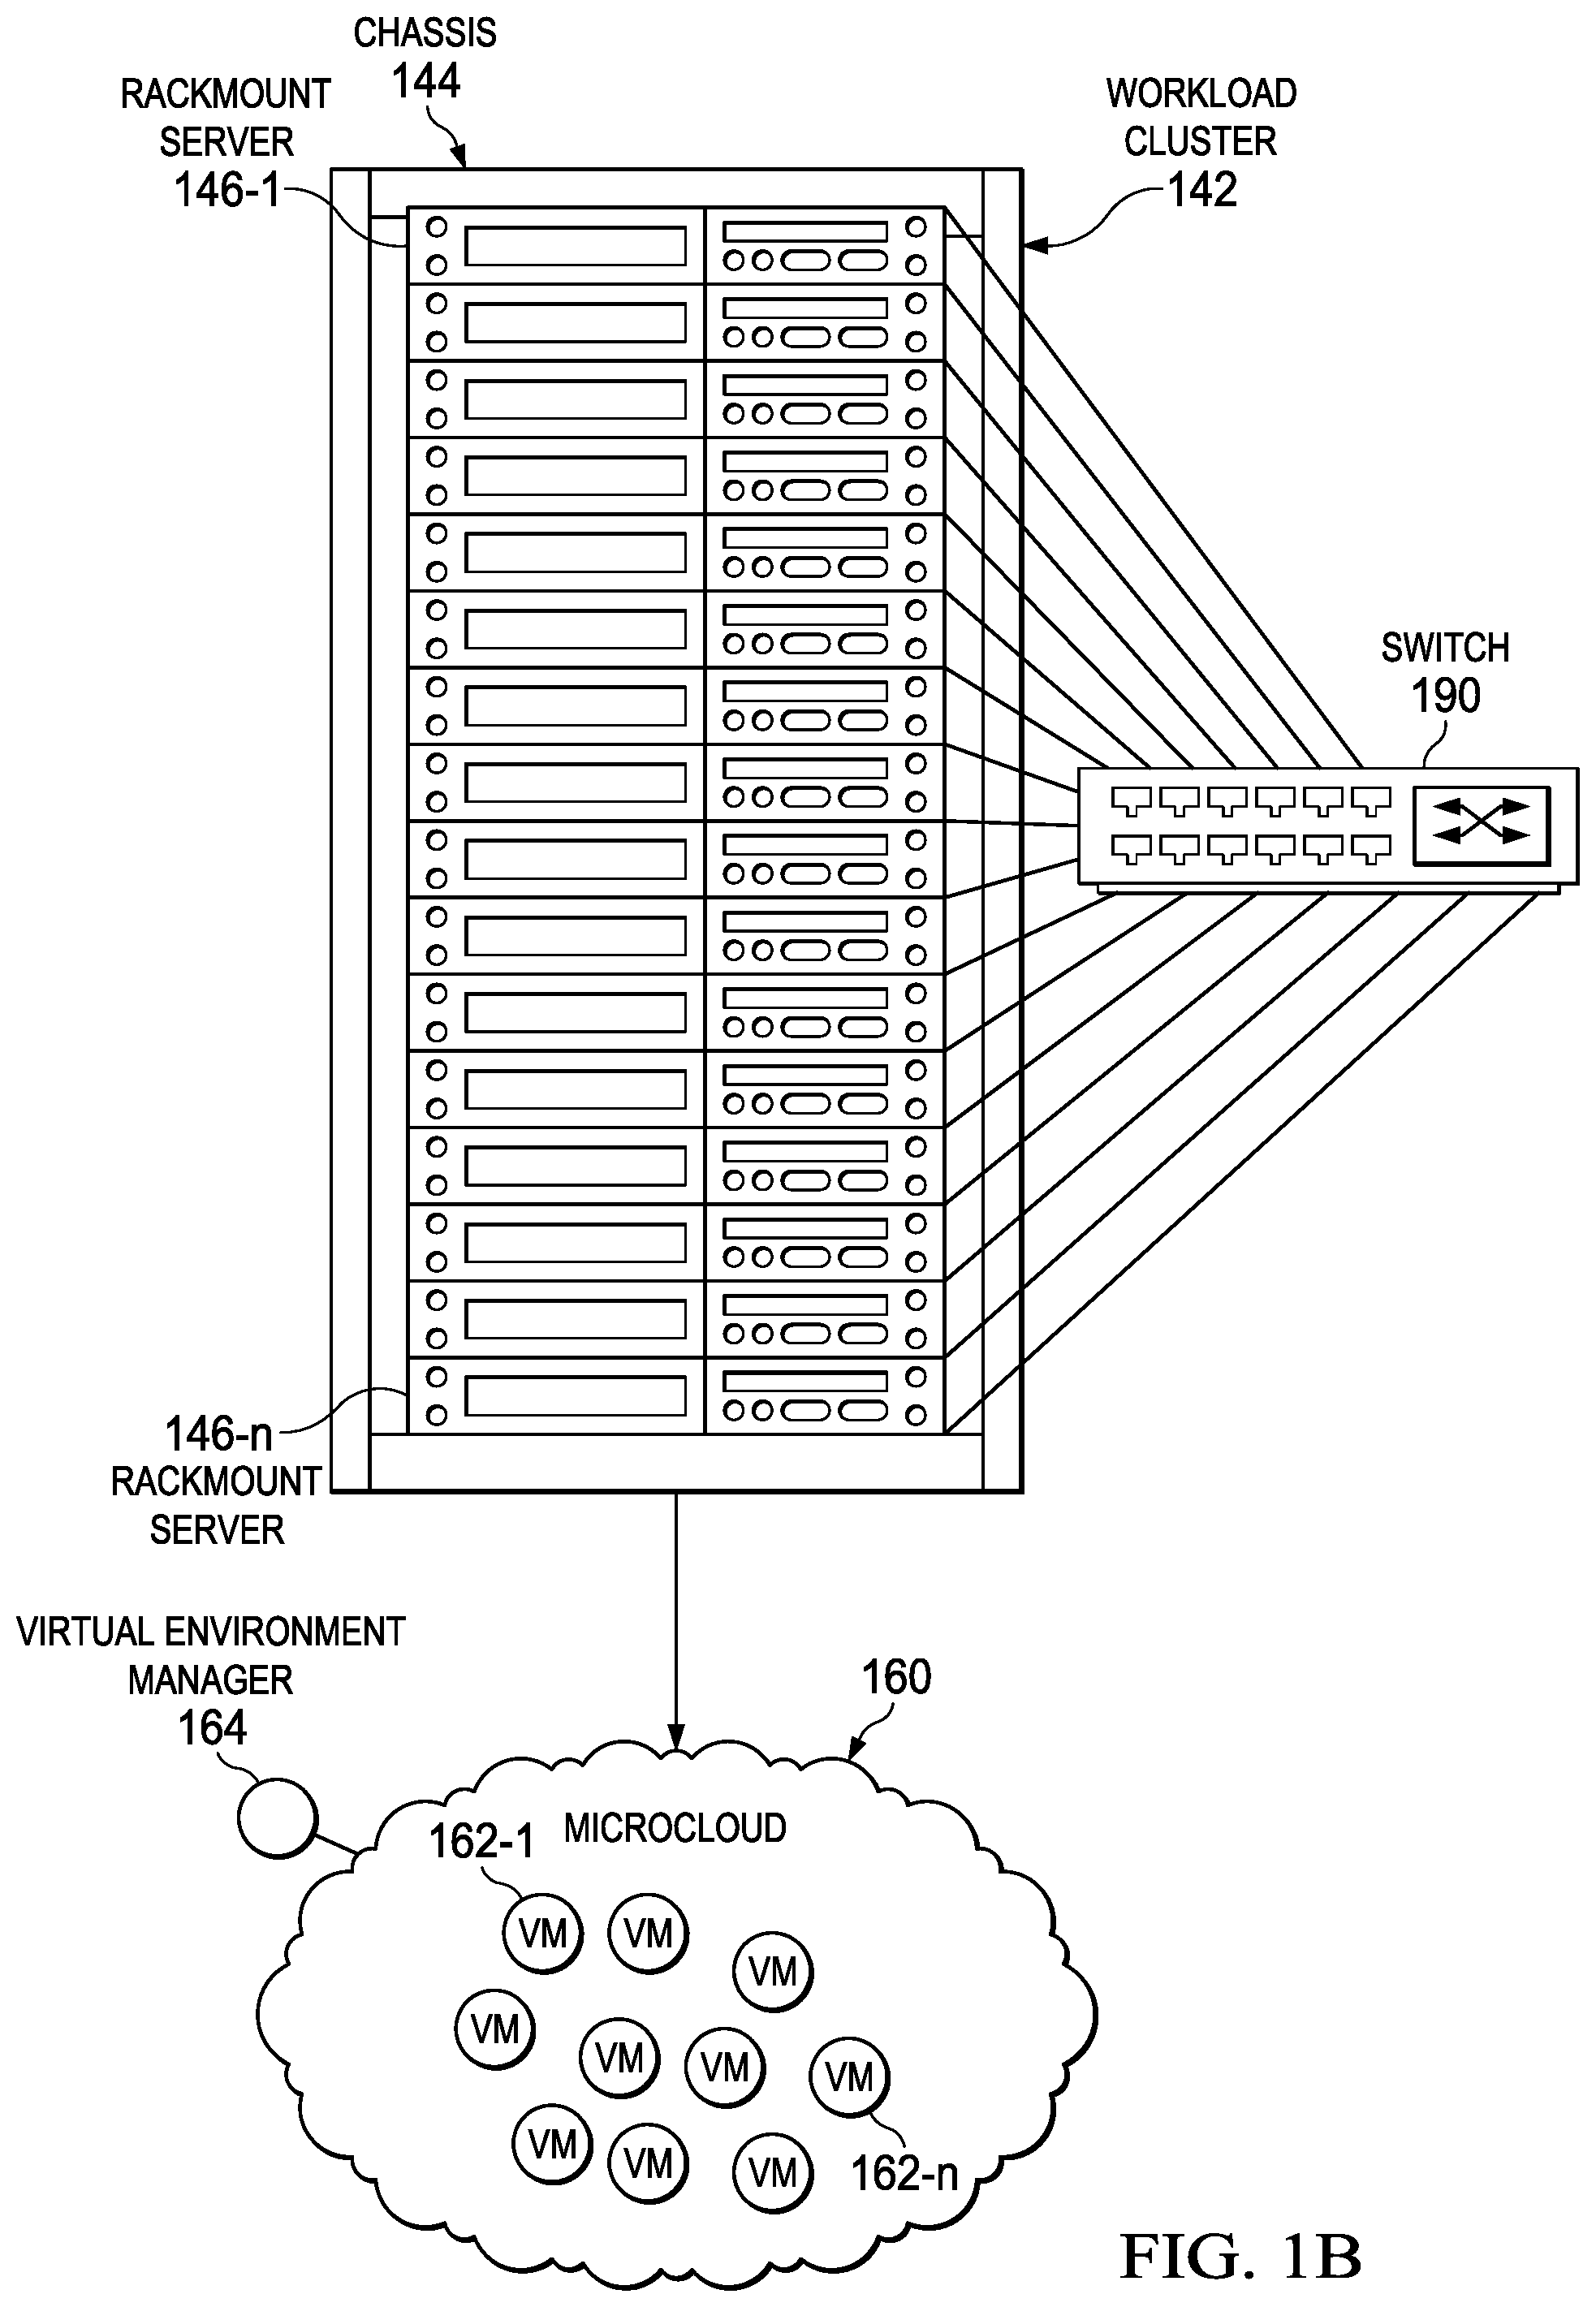 CHASSIS
144
RACKMOUNT
SERVER
146-1
WORKLOAD
CLUSTER
142
SWITCH
190
146-n
RACKMOUNT
SERVER
VIRTUAL ENVIRONMENT
MANAGER
164
160
MICROCLOUD
162-1
VM
VM
VM
VM
VM
VM
VM
VM
VM
VM
162-n
FIG. 1B